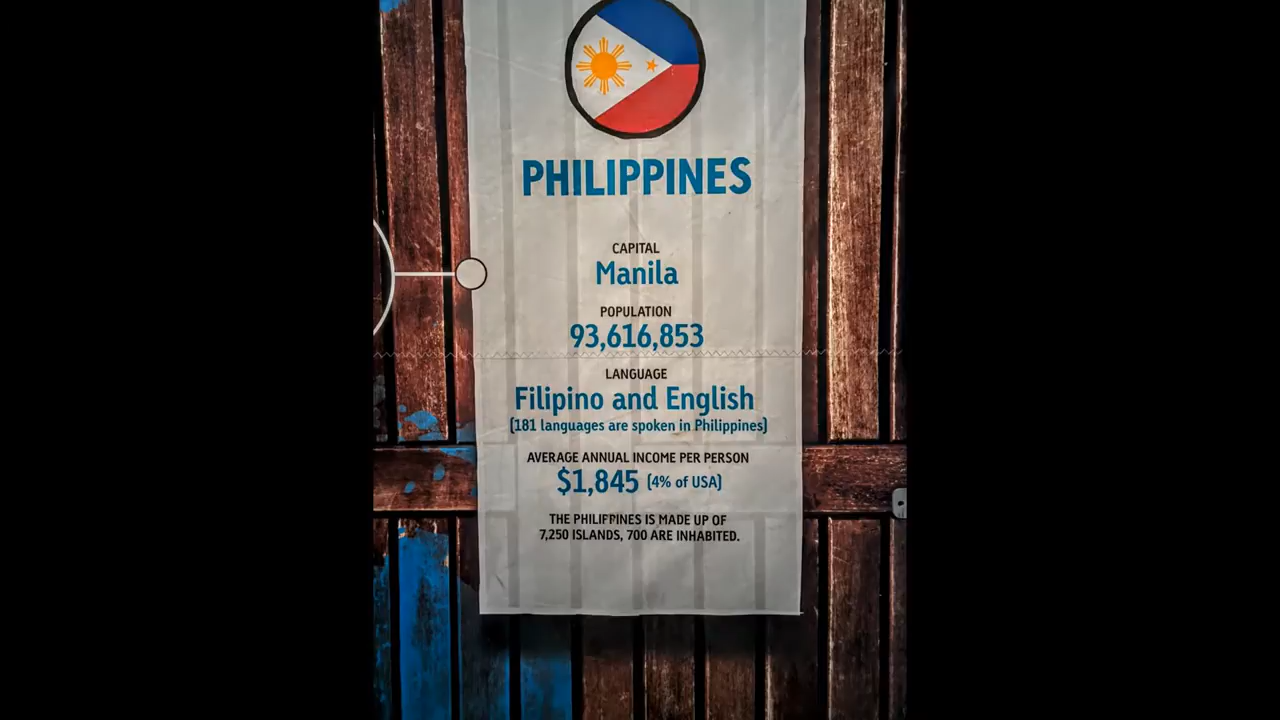 PHILIPPINES
CAPITAL
Manila
POPULATION
93,616,853
LANGUAGE
Filipino and English
(181 languages are spoken in Philippines)
AVERAGE ANNUAL INCOME PER PERSON
$1,845 (4% of USA)
THE PHILIPPINES IS MADE UP OF
7,250 ISLANDS, 700 ARE INHABITED.